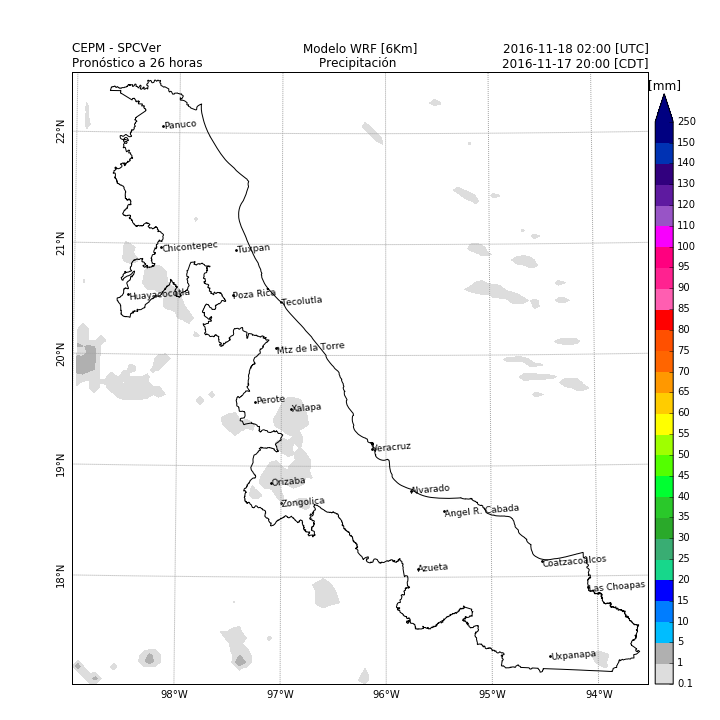 CEPM - SPCVer
Modelo WRF [6Km]
2016-11-18 02:00 [UTC]
Pronóstico a 26 horas
Precipitación
2016-11-17 20:00 [CDT]
[mm]
250
150
140
130
120
110
100
95
90
85
80
75
70
65
60
55
50
45
40
35
30
25
20
15
10
5
1
0.1
22°N
21°N
20°N
19°N
18°N
Panuco
Chicontepec
Tuxpan
Huayacocotla
Poza Rica
Tecolutla
Mtz de la Torre
Perote
Xalapa
Veracruz
Orizaba
Alvarado
Zongolica
Angel R. Cabada
Coatzacoalcos
Azueta
Las Choapas
Uxpanapa
98°W
97°W
96°W
95°W
94°W